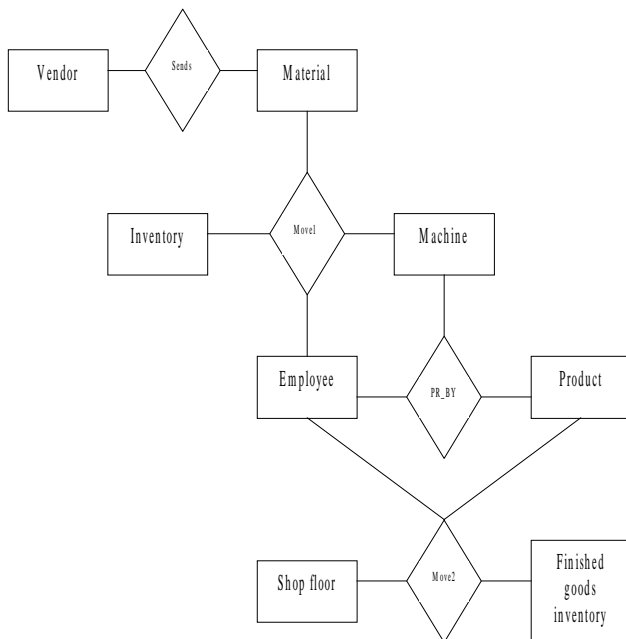 Vendor
Sends
Material
Inventory
Move1
Machine
Employee
PR_BY
Product
Shop floor
Move2
Finished
goods
inventory